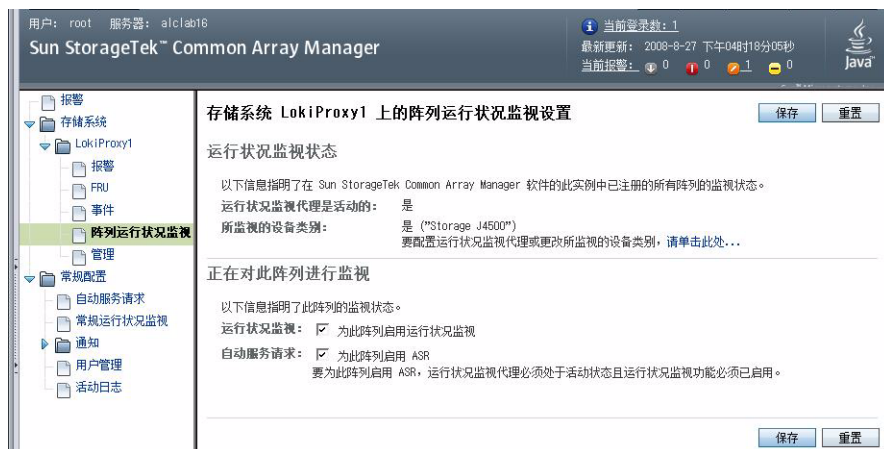 用户： root 服务器： alclab16
Sun StorageTek™ Common Array Manager
当前登录数：1
最新更新： 2008-8-27 下午04时18分05秒
当前报警： 0 0 1 0
Java™
报警
存储系统
LokiProxy1
报警
FRU
事件
阵列运行状况监视
管理
常规配置
自动服务请求
常规运行状况监视
通知
用户管理
活动日志
存储系统 LokiProxy1 上的阵列运行状况监视设置
保存 重置
运行状况监视状态
以下信息指明了在 Sun StorageTek Common Array Manager 软件的此实例中已注册的所有阵列的监视状态。
运行状况监视代理是活动的： 是
所监视的设备类别： 是 ("Storage J4500")
要配置运行状况监视代理或更改所监视的设备类别，请单击此处...
正在对此阵列进行监视
以下信息指明了此阵列的监视状态。
运行状况监视： 为此阵列启用运行状况监视
自动服务请求： 为此阵列启用 ASR
要为此阵列启用 ASR，运行状况监视代理必须处于活动状态且运行状况监视功能必须已启用。
保存 重置